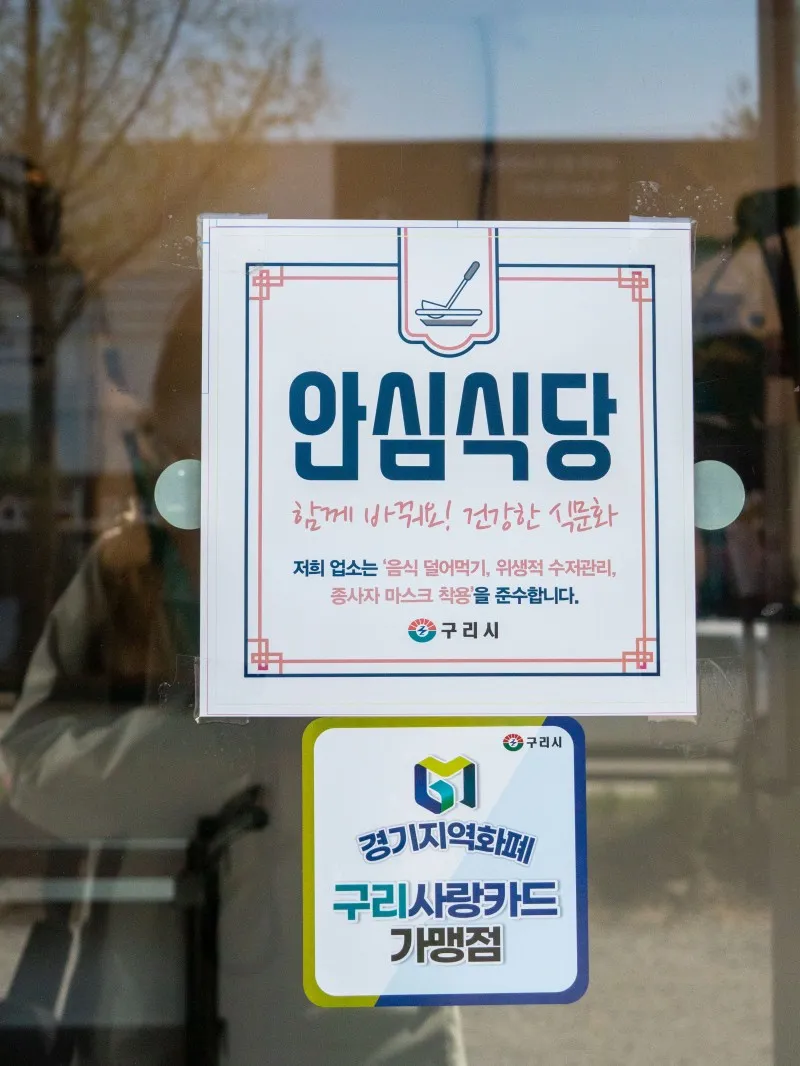 안심식당
함께 바꿔요! 건강한 식문화
저희 업소는 '음식 덜어먹기, 위생적 수저관리,
종사자 마스크 착용'을 준수합니다.
구리시
구리시
경기지역화폐
구리사랑카드
가맹점